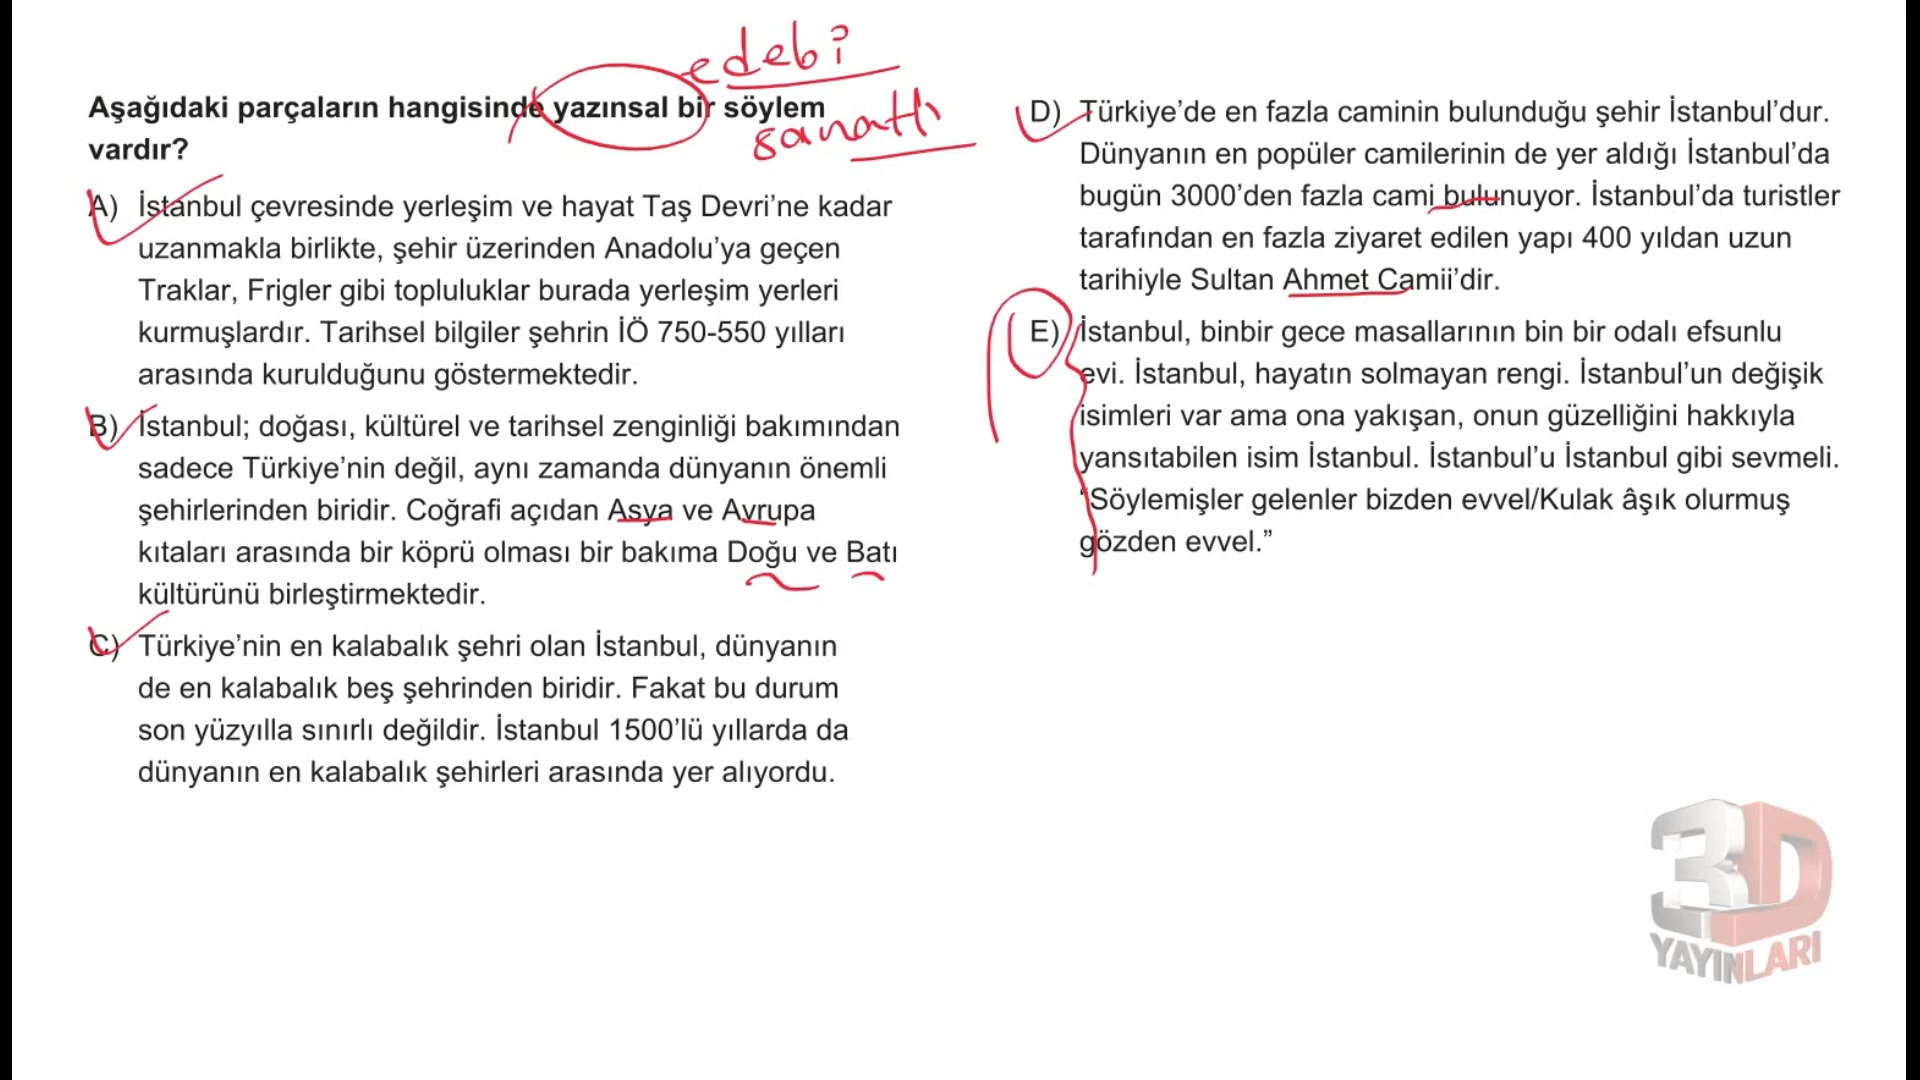 edebi
Aşağıdaki parçaların hangisinde yazınsal bir söylem
sanatlı
vardır?
A) İstanbul çevresinde yerleşim ve hayat Taş Devri’ne kadar
uzanmakla birlikte, şehir üzerinden Anadolu’ya geçen
Traklar, Frigler gibi topluluklar burada yerleşim yerleri
kurmuşlardır. Tarihsel bilgiler şehrin İÖ 750-550 yılları
arasında kurulduğunu göstermektedir.
B) İstanbul; doğası, kültürel ve tarihsel zenginliği bakımından
sadece Türkiye’nin değil, aynı zamanda dünyanın önemli
şehirlerinden biridir. Coğrafi açıdan Asya ve Avrupa
kıtaları arasında bir köprü olması bir bakıma Doğu ve Batı
kültürünü birleştirmektedir.
C) Türkiye’nin en kalabalık şehri olan İstanbul, dünyanın
de en kalabalık beş şehrinden biridir. Fakat bu durum
son yüzyılla sınırlı değildir. İstanbul 1500’lü yıllarda da
dünyanın en kalabalık şehirleri arasında yer alıyordu.
D) Türkiye’de en fazla caminin bulunduğu şehir İstanbul’dur.
Dünyanın en popüler camilerinin de yer aldığı İstanbul’da
bugün 3000’den fazla cami bulunuyor. İstanbul’da turistler
tarafından en fazla ziyaret edilen yapı 400 yıldan uzun
tarihiyle Sultan Ahmet Camii’dir.
E) İstanbul, binbir gece masallarının bin bir odalı efsunlu
evi. İstanbul, hayatın solmayan rengi. İstanbul’un değişik
isimleri var ama ona yakışan, onun güzelliğini hakkıyla
yansıtabilen isim İstanbul. İstanbul’u İstanbul gibi sevmeli.
“Söylemişler gelenler bizden evvel/Kulak âşık olurmuş
gözden evvel.”
3D
YAYINLARI